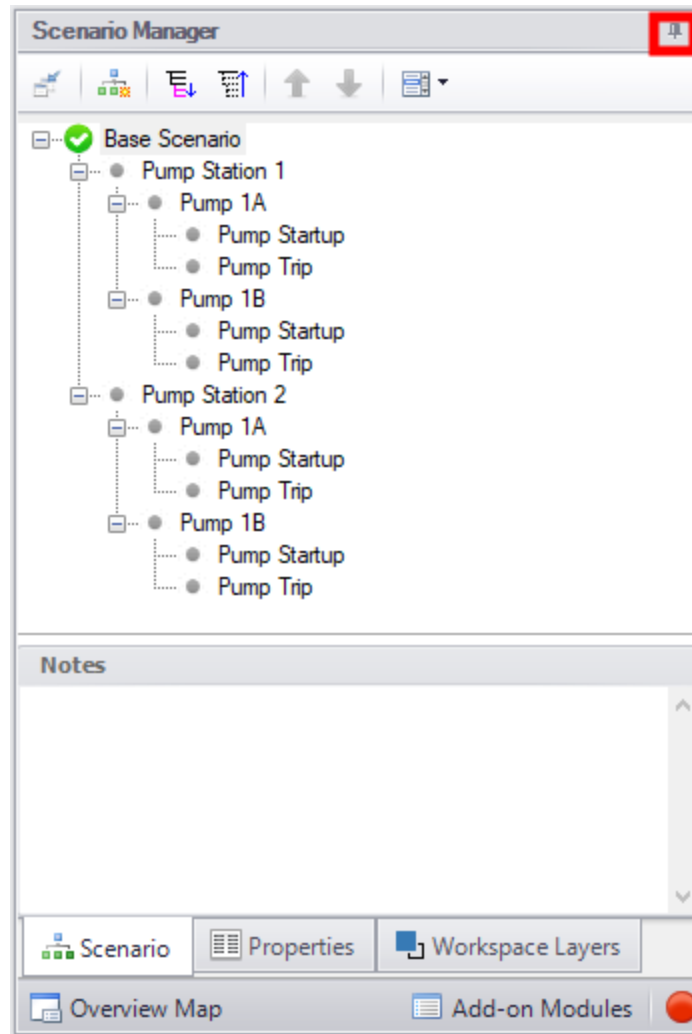 Scenario Manager
Base Scenario
Pump Station 1
Pump 1A
Pump Startup
Pump Trip
Pump 1B
Pump Startup
Pump Trip
Pump Station 2
Pump 1A
Pump Startup
Pump Trip
Pump 1B
Pump Startup
Pump Trip
Notes
Scenario Properties Workspace Layers
Overview Map Add-on Modules